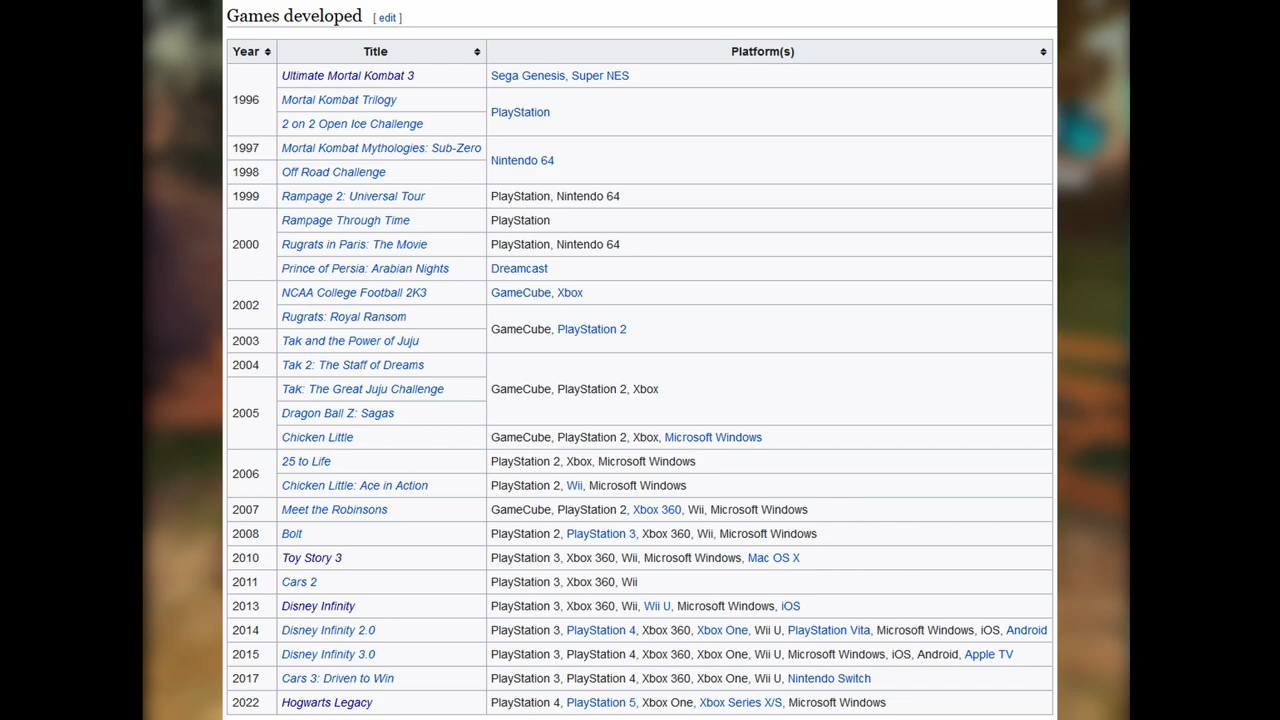 Games developed [ edit ]
Year Title Platform(s)
1996 Ultimate Mortal Kombat 3 Sega Genesis, Super NES
Mortal Kombat Trilogy PlayStation
2 on 2 Open Ice Challenge
1997 Mortal Kombat Mythologies: Sub-Zero Nintendo 64
1998 Off Road Challenge
1999 Rampage 2: Universal Tour PlayStation, Nintendo 64
2000 Rampage Through Time PlayStation
Rugrats in Paris: The Movie PlayStation, Nintendo 64
Prince of Persia: Arabian Nights Dreamcast
2002 NCAA College Football 2K3 GameCube, Xbox
Rugrats: Royal Ransom GameCube, PlayStation 2
2003 Tak and the Power of Juju
2004 Tak 2: The Staff of Dreams GameCube, PlayStation 2, Xbox
2005 Tak: The Great Juju Challenge
Dragon Ball Z: Sagas
Chicken Little GameCube, PlayStation 2, Xbox, Microsoft Windows
2006 25 to Life PlayStation 2, Xbox, Microsoft Windows
Chicken Little: Ace in Action PlayStation 2, Wii, Microsoft Windows
2007 Meet the Robinsons GameCube, PlayStation 2, Xbox 360, Wii, Microsoft Windows
2008 Bolt PlayStation 2, PlayStation 3, Xbox 360, Wii, Microsoft Windows
2010 Toy Story 3 PlayStation 3, Xbox 360, Wii, Microsoft Windows, Mac OS X
2011 Cars 2 PlayStation 3, Xbox 360, Wii
2013 Disney Infinity PlayStation 3, Xbox 360, Wii, Wii U, Microsoft Windows, iOS
2014 Disney Infinity 2.0 PlayStation 3, PlayStation 4, Xbox 360, Xbox One, Wii U, PlayStation Vita, Microsoft Windows, iOS, Android
2015 Disney Infinity 3.0 PlayStation 3, PlayStation 4, Xbox 360, Xbox One, Wii U, Microsoft Windows, iOS, Android, Apple TV
2017 Cars 3: Driven to Win PlayStation 3, PlayStation 4, Xbox 360, Xbox One, Wii U, Nintendo Switch
2022 Hogwarts Legacy PlayStation 4, PlayStation 5, Xbox One, Xbox Series X/S, Microsoft Windows